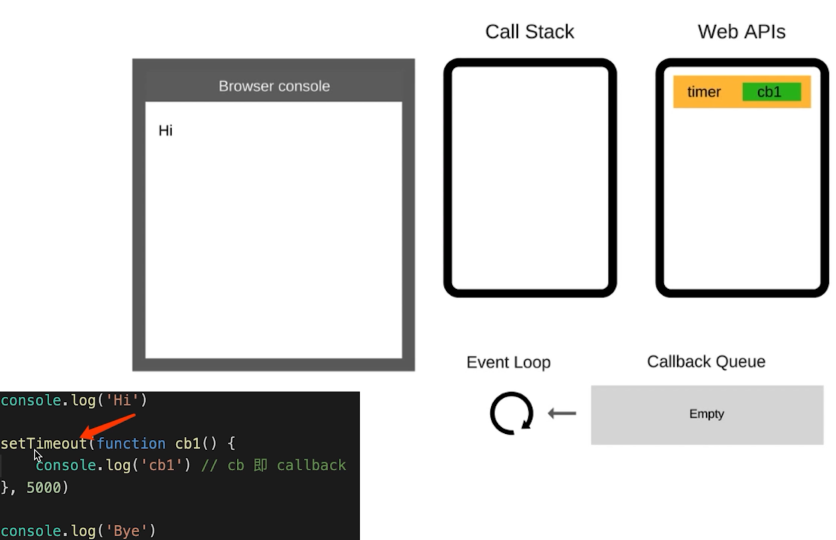 Call Stack
Web APIs
Browser console
Hi
timer cb1
Event Loop
Callback Queue
Empty
console.log('Hi')
setTimeout(function cb1() {
    console.log('cb1') // cb 即 callback
}, 5000)
console.log('Bye')